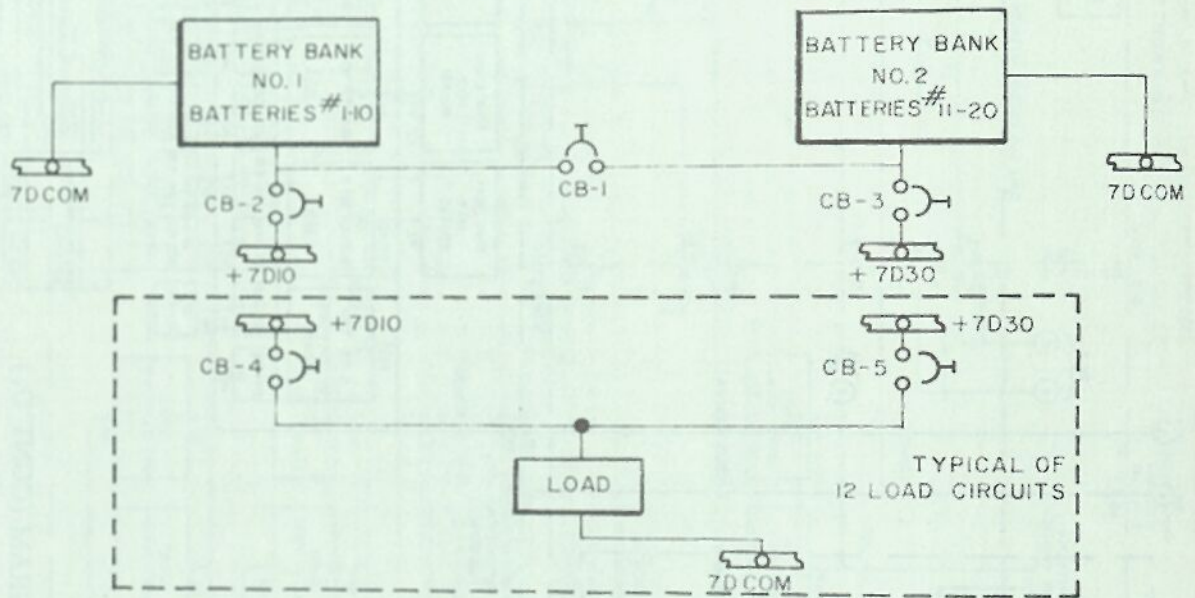 BATTERY BANK
NO. 1
BATTERIES #1-10
BATTERY BANK
NO. 2
BATTERIES #11-20
7D COM
CB-1
7D COM
CB-2
CB-3
+7D10
+7D30
+7D10
+7D30
CB-4
CB-5
LOAD
TYPICAL OF
12 LOAD CIRCUITS
7D COM